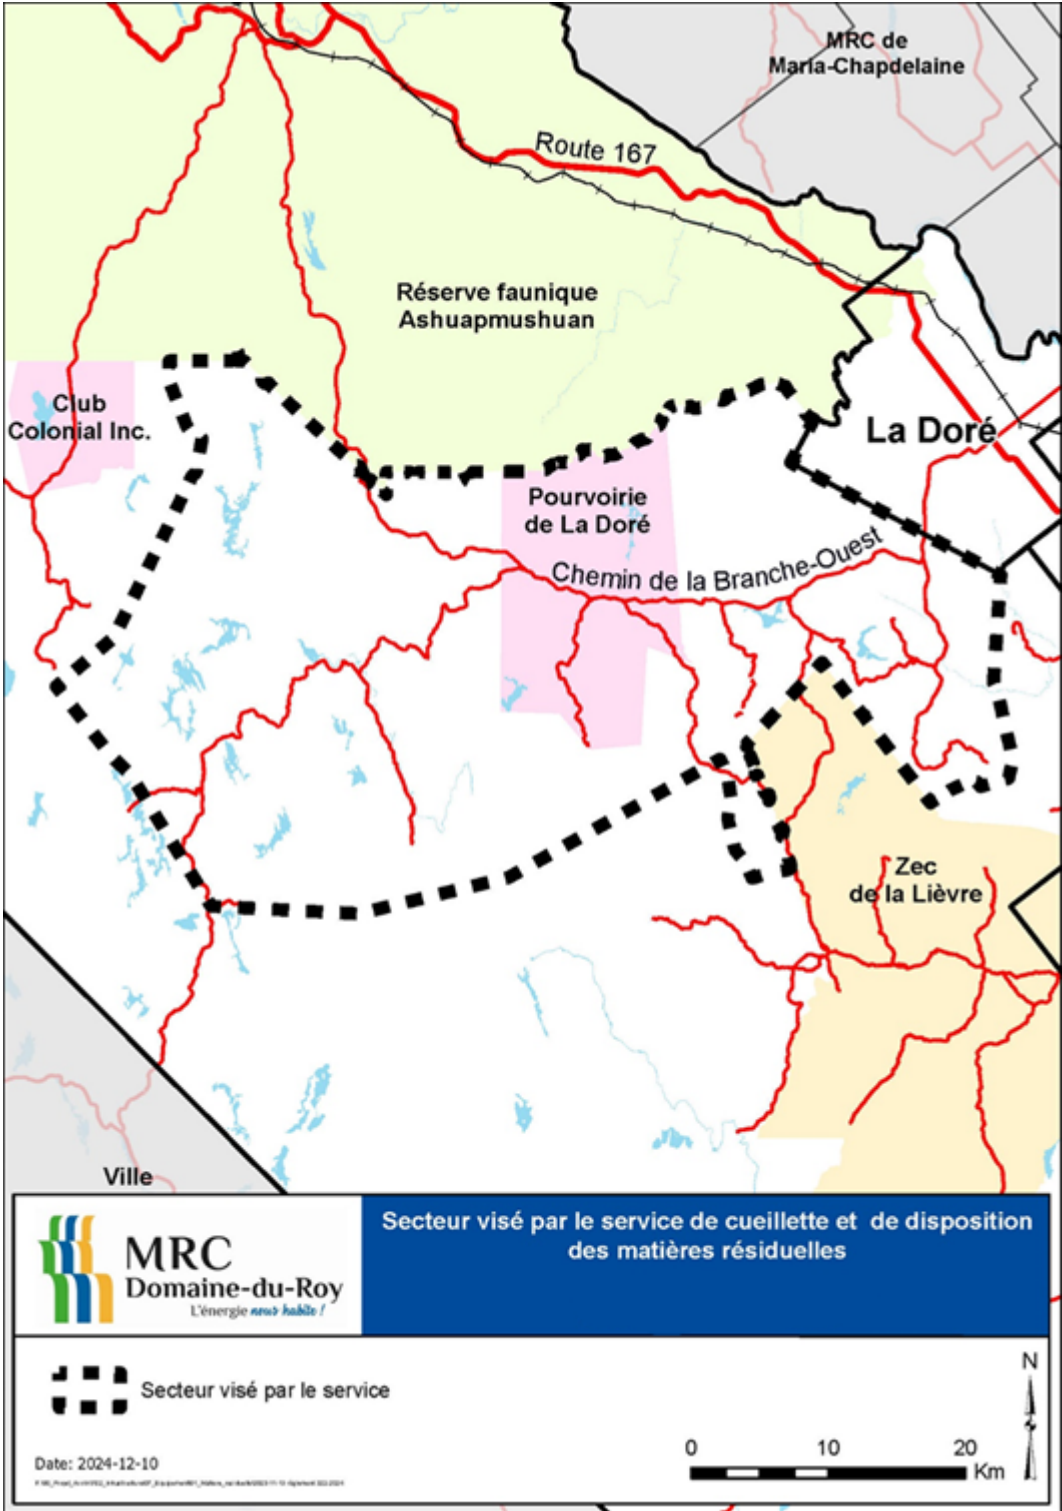 MRC de
Maria-Chapdelaine
Route 167
Réserve faunique
Ashuapmushuan
Club
Colonial Inc.
La Doré
Pourvoirie
de La Doré
Chemin de la Branche-Ouest
Zec
de la Lièvre
Ville
MRC
Domaine-du-Roy
L'énergie nous habite !
Secteur visé par le service de cueillette et de disposition
des matières résiduelles
Secteur visé par le service
N
0 10 20
Km
Date: 2024-12-10